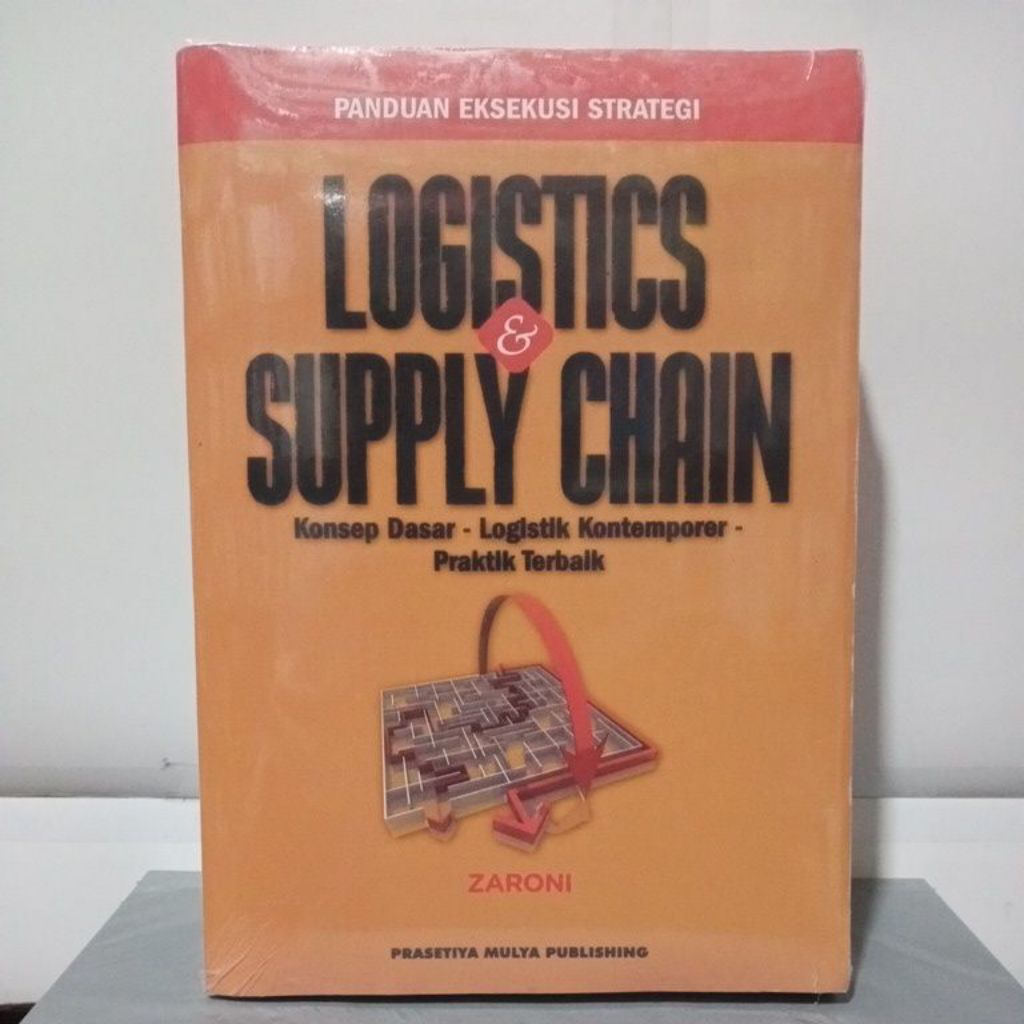 PANDUAN EKSEKUSI STRATEGI
LOGISTICS
&
SUPPLY CHAIN
Konsep Dasar - Logistik Kontemporer -
Praktik Terbaik
ZARONI
PRASETIYA MULYA PUBLISHING